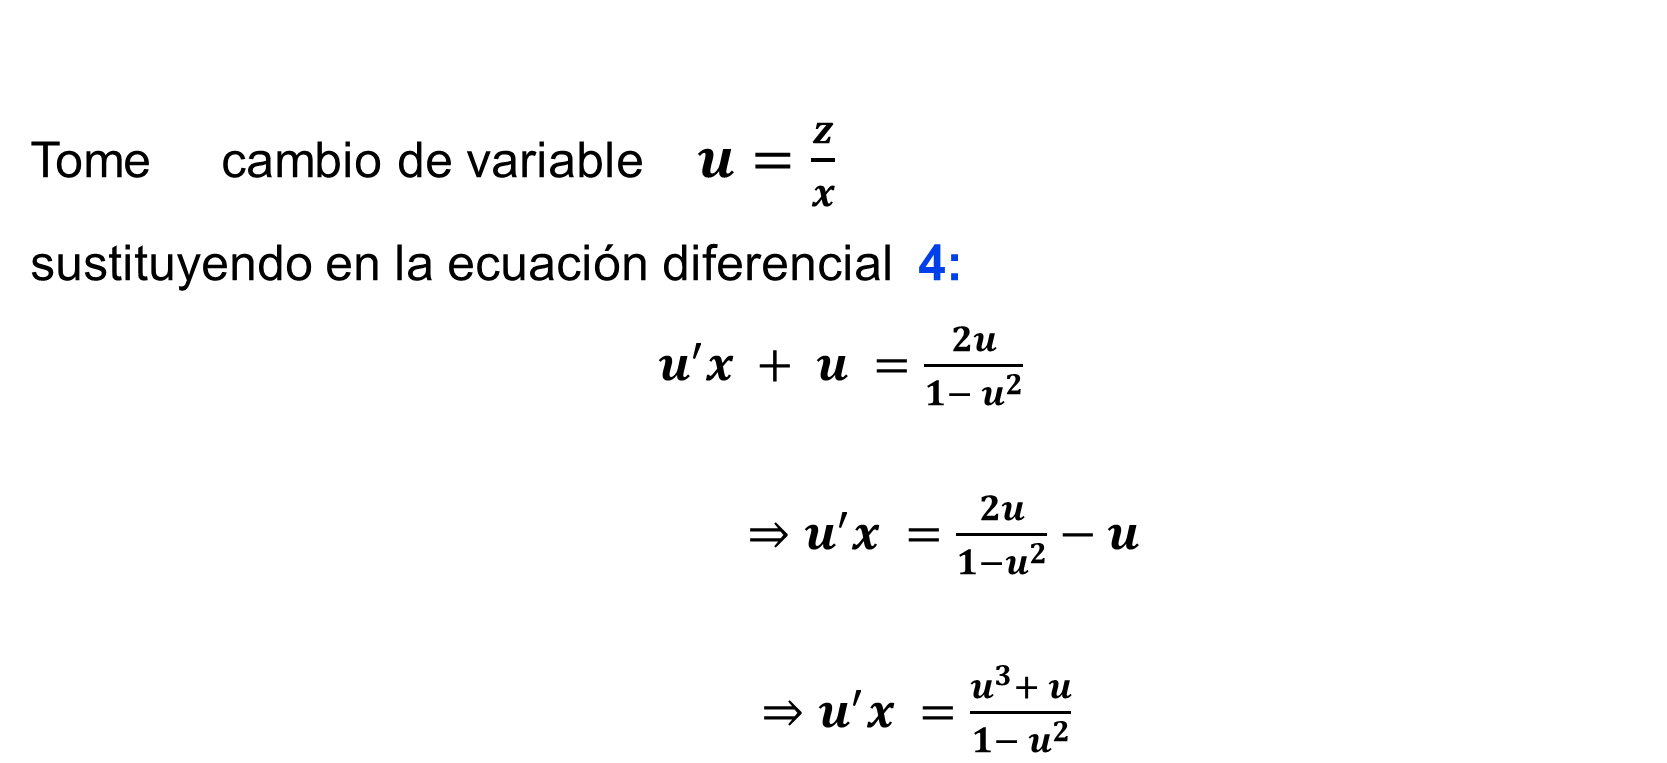 Tome cambio de variable u = z/x
sustituyendo en la ecuación diferencial 4:
u′x + u = 2u/(1− u²)
⇒ u′x = 2u/(1−u²) − u
⇒ u′x = (u³+ u)/(1− u²)